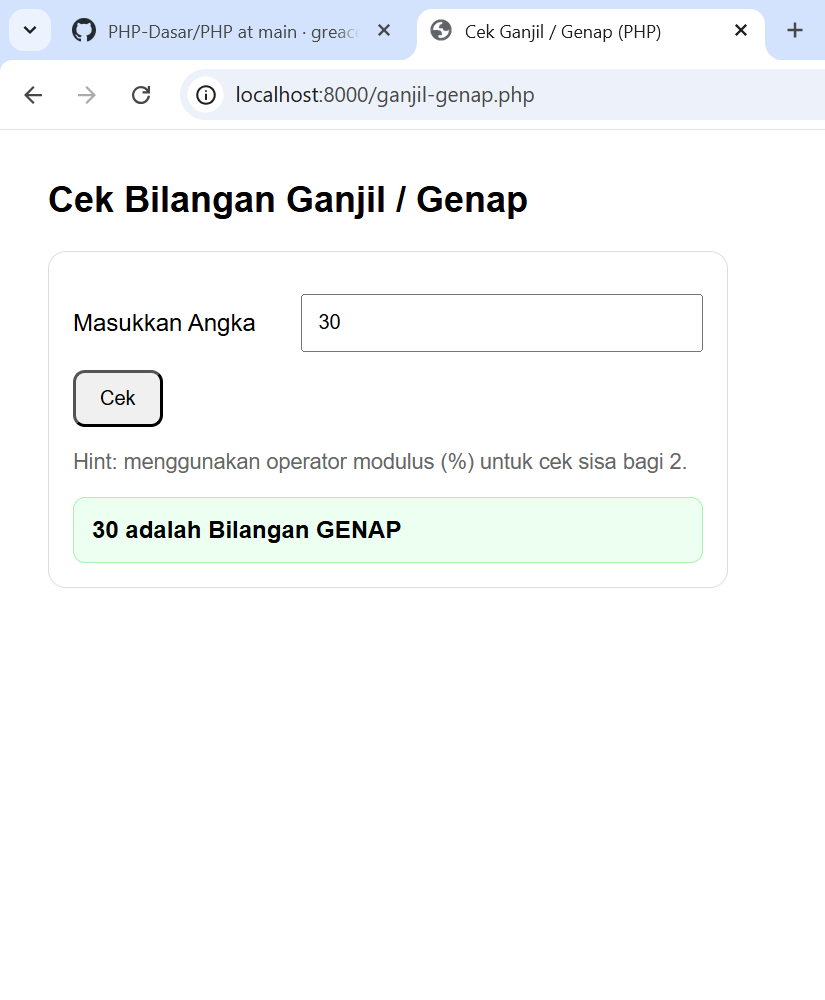 PHP-Dasar/PHP at main · greac
Cek Ganjil / Genap (PHP)
localhost:8000/ganjil-genap.php
Cek Bilangan Ganjil / Genap
Masukkan Angka
30
Cek
Hint: menggunakan operator modulus (%) untuk cek sisa bagi 2.
30 adalah Bilangan GENAP